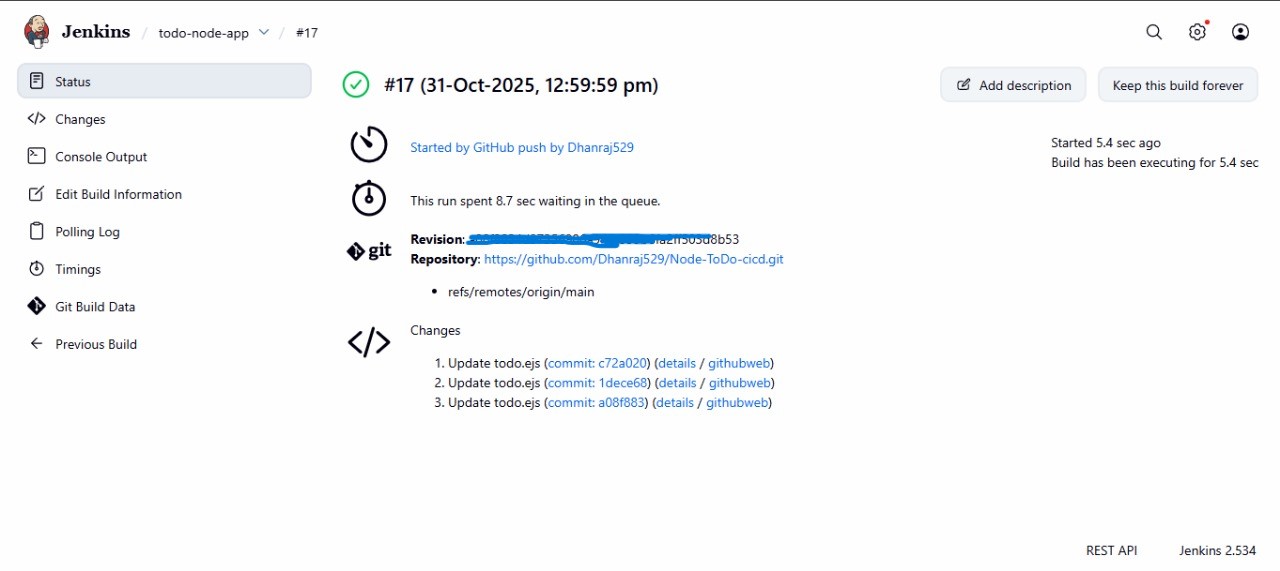 Jenkins / todo-node-app / #17
Status
Changes
Console Output
Edit Build Information
Polling Log
Timings
Git Build Data
Previous Build
#17 (31-Oct-2025, 12:59:59 pm)
Add description
Keep this build forever
Started by GitHub push by Dhanraj529
Started 5.4 sec ago
Build has been executing for 5.4 sec
This run spent 8.7 sec waiting in the queue.
git
Revision:
Repository: https://github.com/Dhanraj529/Node-ToDo-cicd.git
• refs/remotes/origin/main
Changes
1. Update todo.ejs (commit: c72a020) (details / githubweb)
2. Update todo.ejs (commit: 1dece68) (details / githubweb)
3. Update todo.ejs (commit: a08f883) (details / githubweb)
REST API
Jenkins 2.534